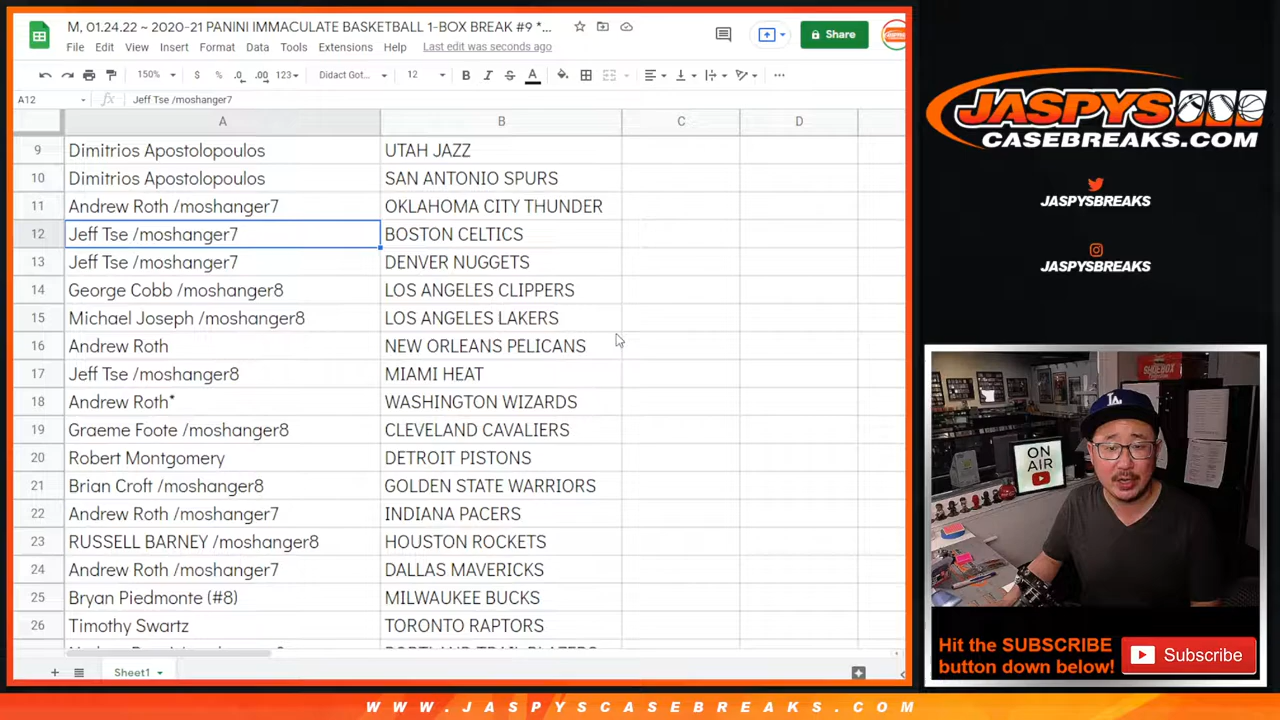 M, 01.24.22 ~ 2020-21 PANINI IMMACULATE BASKETBALL 1-BOX BREAK #9 *...
File Edit View Insert Format Data Tools Extensions Help Last edit was seconds ago
Share
150% $ % .0 .00 123 Didact Got... 12 B I S A
A12 fx Jeff Tse /moshanger7
A B C D
9 Dimitrios Apostolopoulos UTAH JAZZ
10 Dimitrios Apostolopoulos SAN ANTONIO SPURS
11 Andrew Roth /moshanger7 OKLAHOMA CITY THUNDER
12 Jeff Tse /moshanger7 BOSTON CELTICS
13 Jeff Tse /moshanger7 DENVER NUGGETS
14 George Cobb /moshanger8 LOS ANGELES CLIPPERS
15 Michael Joseph /moshanger8 LOS ANGELES LAKERS
16 Andrew Roth NEW ORLEANS PELICANS
17 Jeff Tse /moshanger8 MIAMI HEAT
18 Andrew Roth* WASHINGTON WIZARDS
19 Graeme Foote /moshanger8 CLEVELAND CAVALIERS
20 Robert Montgomery DETROIT PISTONS
21 Brian Croft /moshanger8 GOLDEN STATE WARRIORS
22 Andrew Roth /moshanger7 INDIANA PACERS
23 RUSSELL BARNEY /moshanger8 HOUSTON ROCKETS
24 Andrew Roth /moshanger7 DALLAS MAVERICKS
25 Bryan Piedmonte (#8) MILWAUKEE BUCKS
26 Timothy Swartz TORONTO RAPTORS
Sheet1
JASPYS
CASEBREAKS.COM
JASPYSBREAKS
JASPYSBREAKS
SHOEBOX
LA
ON
AIR
Hit the SUBSCRIBE
button down below!
Subscribe
WWW.JASPYSCASEBREAKS.COM